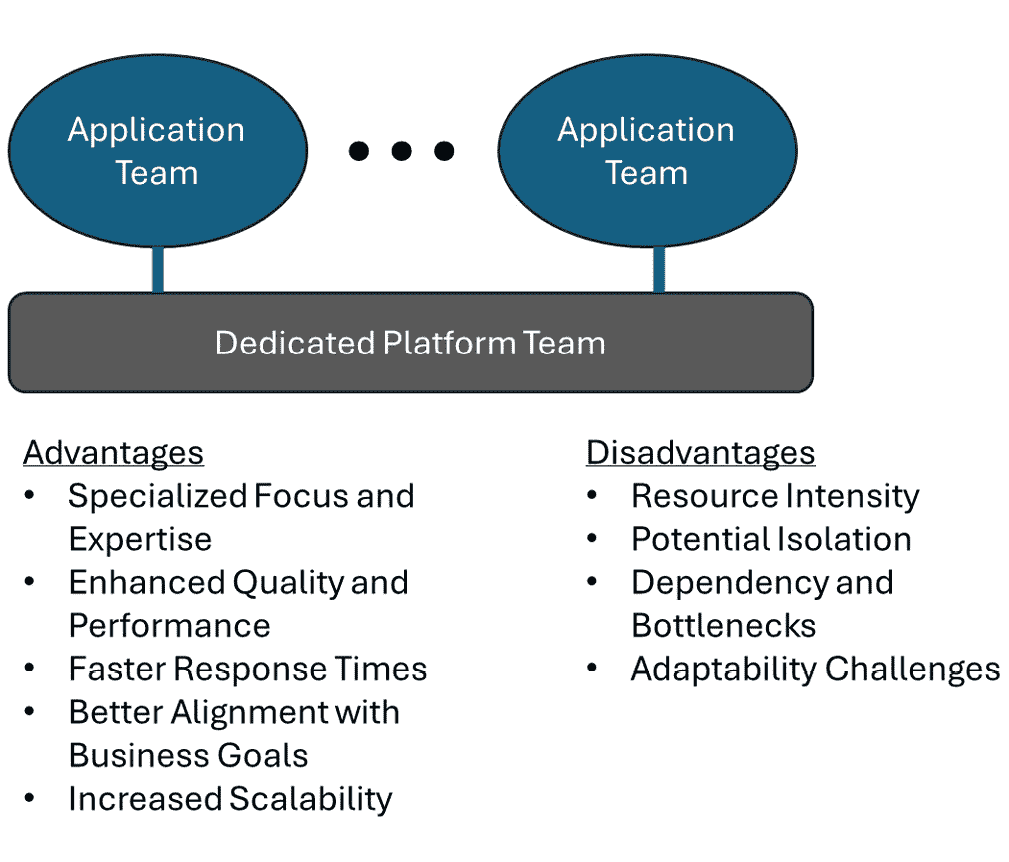 Application
Team
Application
Team
Dedicated Platform Team
Advantages
• Specialized Focus and
Expertise
• Enhanced Quality and
Performance
• Faster Response Times
• Better Alignment with
Business Goals
• Increased Scalability
Disadvantages
• Resource Intensity
• Potential Isolation
• Dependency and
Bottlenecks
• Adaptability Challenges